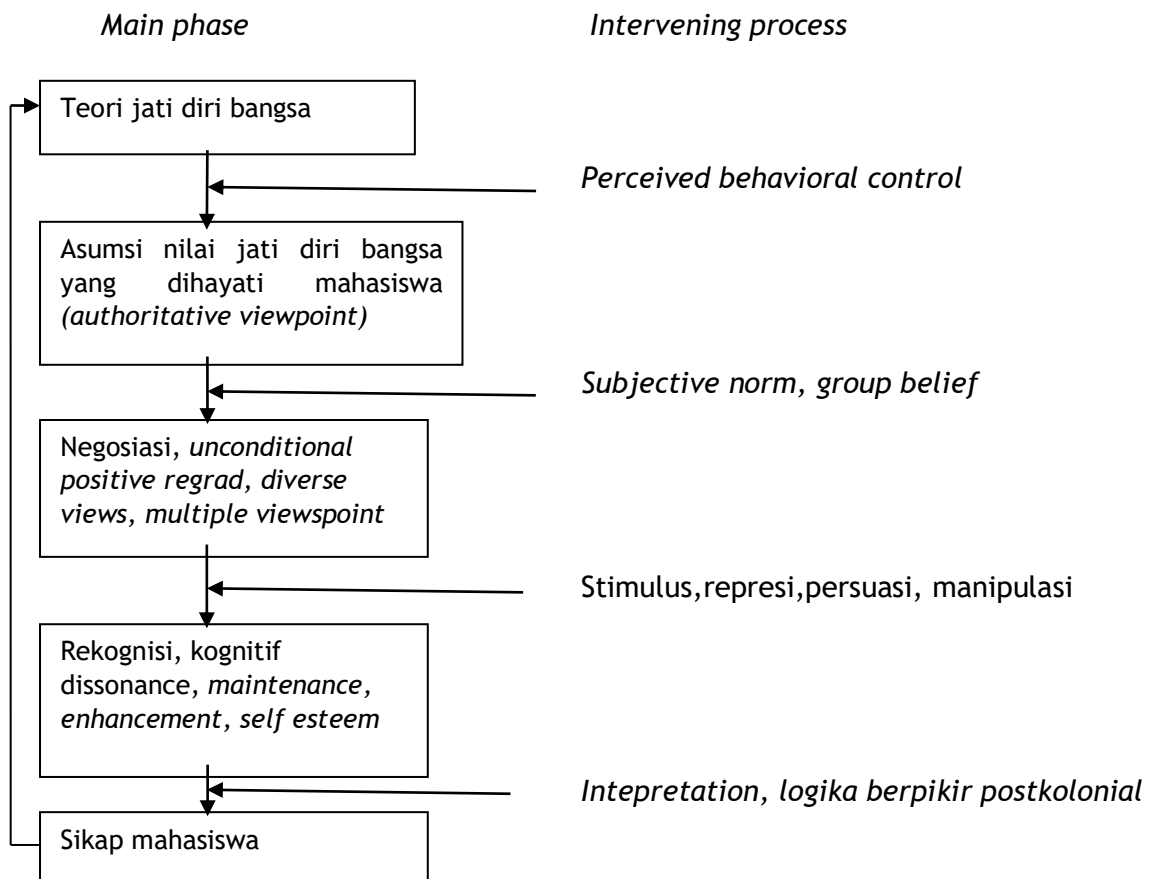 Main phase
Intervening process
Teori jati diri bangsa
Perceived behavioral control
Asumsi nilai jati diri bangsa
yang dihayati mahasiswa
(authoritative viewpoint)
Subjective norm, group belief
Negosiasi, unconditional
positive regrad, diverse
views, multiple viewspoint
Stimulus,represi,persuasi, manipulasi
Rekognisi, kognitif
dissonance, maintenance,
enhancement, self esteem
Intepretation, logika berpikir postkolonial
Sikap mahasiswa